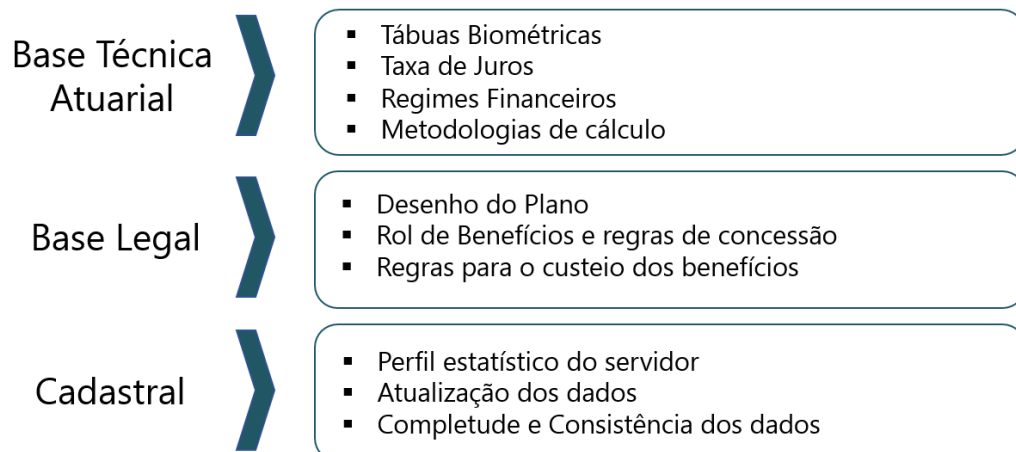 Base Técnica
Atuarial
▪ Tábuas Biométricas
▪ Taxa de Juros
▪ Regimes Financeiros
▪ Metodologias de cálculo
Base Legal
▪ Desenho do Plano
▪ Rol de Benefícios e regras de concessão
▪ Regras para o custeio dos benefícios
Cadastral
▪ Perfil estatístico do servidor
▪ Atualização dos dados
▪ Completude e Consistência dos dados